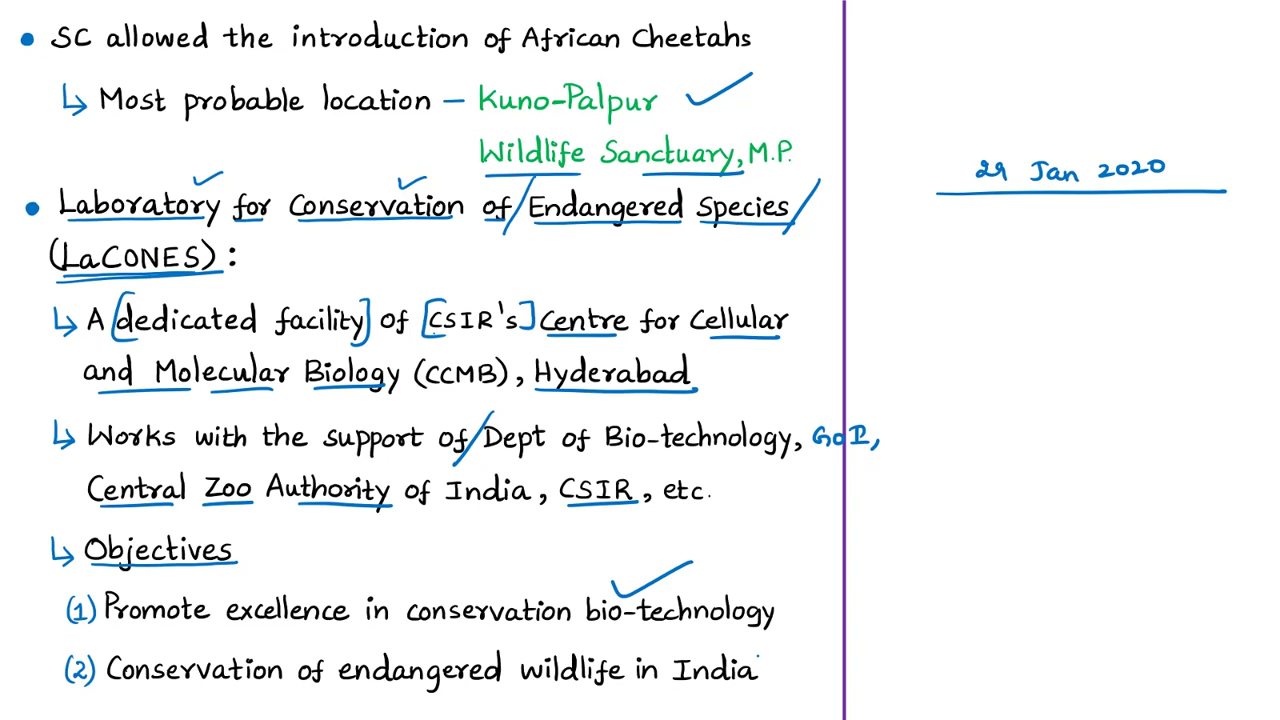 • SC allowed the introduction of African Cheetahs
↳ Most probable location – Kuno-Palpur
Wildlife Sanctuary, M.P.
• Laboratory for Conservation of Endangered Species
(LaCONES) :
↳ A [dedicated facility] of [CSIR's] Centre for Cellular
and Molecular Biology (CCMB), Hyderabad
↳ Works with the support of Dept of Bio-technology, GoI,
Central Zoo Authority of India, CSIR, etc.
↳ Objectives
(1) Promote excellence in conservation bio-technology
(2) Conservation of endangered wildlife in India
29 Jan 2020